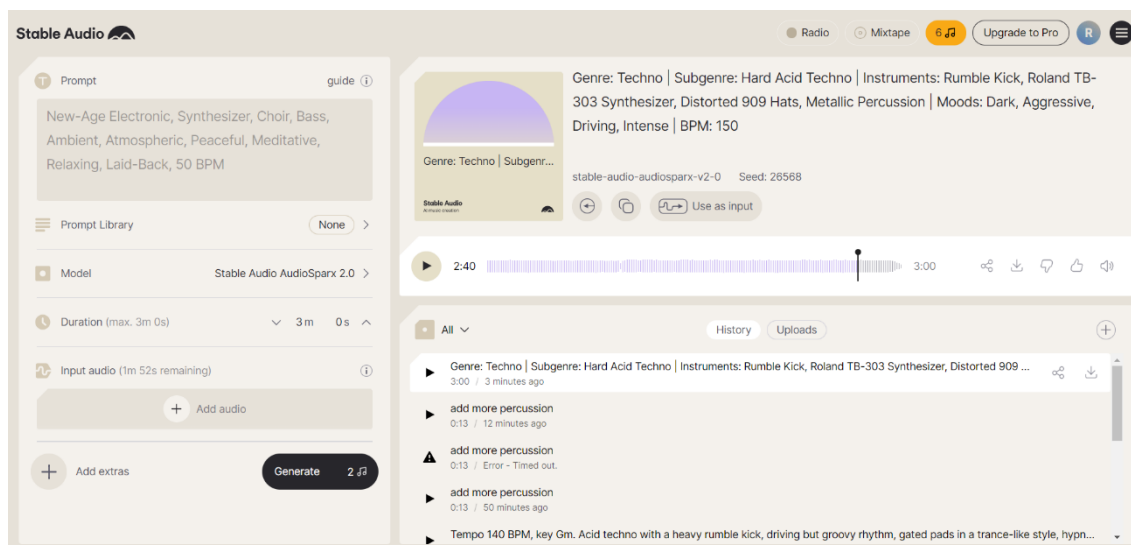 Stable Audio
Radio
Mixtape
6
Upgrade to Pro
R
T
Prompt
guide
New-Age Electronic, Synthesizer, Choir, Bass,
Ambient, Atmospheric, Peaceful, Meditative,
Relaxing, Laid-Back, 50 BPM
Prompt Library
None
Model
Stable Audio AudioSparx 2.0
Duration (max. 3m 0s)
3 m 0 s
Input audio (1m 52s remaining)
Add audio
Add extras
Generate 2
Genre: Techno | Subgenr...
Stable Audio
Genre: Techno | Subgenre: Hard Acid Techno | Instruments: Rumble Kick, Roland TB-
303 Synthesizer, Distorted 909 Hats, Metallic Percussion | Moods: Dark, Aggressive,
Driving, Intense | BPM: 150
stable-audio-audiosparx-v2-0 Seed: 26568
Use as input
2:40
3:00
All
History
Uploads
Genre: Techno | Subgenre: Hard Acid Techno | Instruments: Rumble Kick, Roland TB-303 Synthesizer, Distorted 909 ...
3:00 / 3 minutes ago
add more percussion
0:13 / 12 minutes ago
add more percussion
0:13 / Error - Timed out.
add more percussion
0:13 / 50 minutes ago
Tempo 140 BPM, key Gm. Acid techno with a heavy rumble kick, driving but groovy rhythm, gated pads in a trance-like style, hypn...